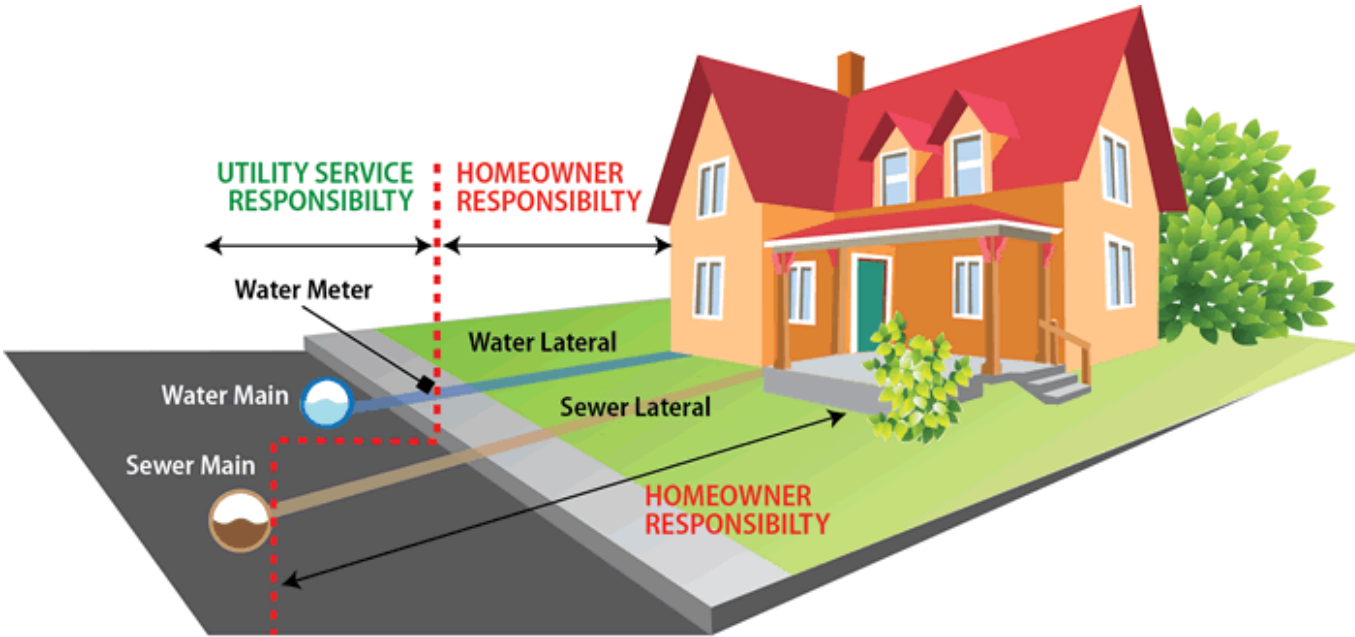 UTILITY SERVICE
RESPONSIBILTY
HOMEOWNER
RESPONSIBILTY
Water Meter
Water Lateral
Water Main
Sewer Lateral
Sewer Main
HOMEOWNER
RESPONSIBILTY